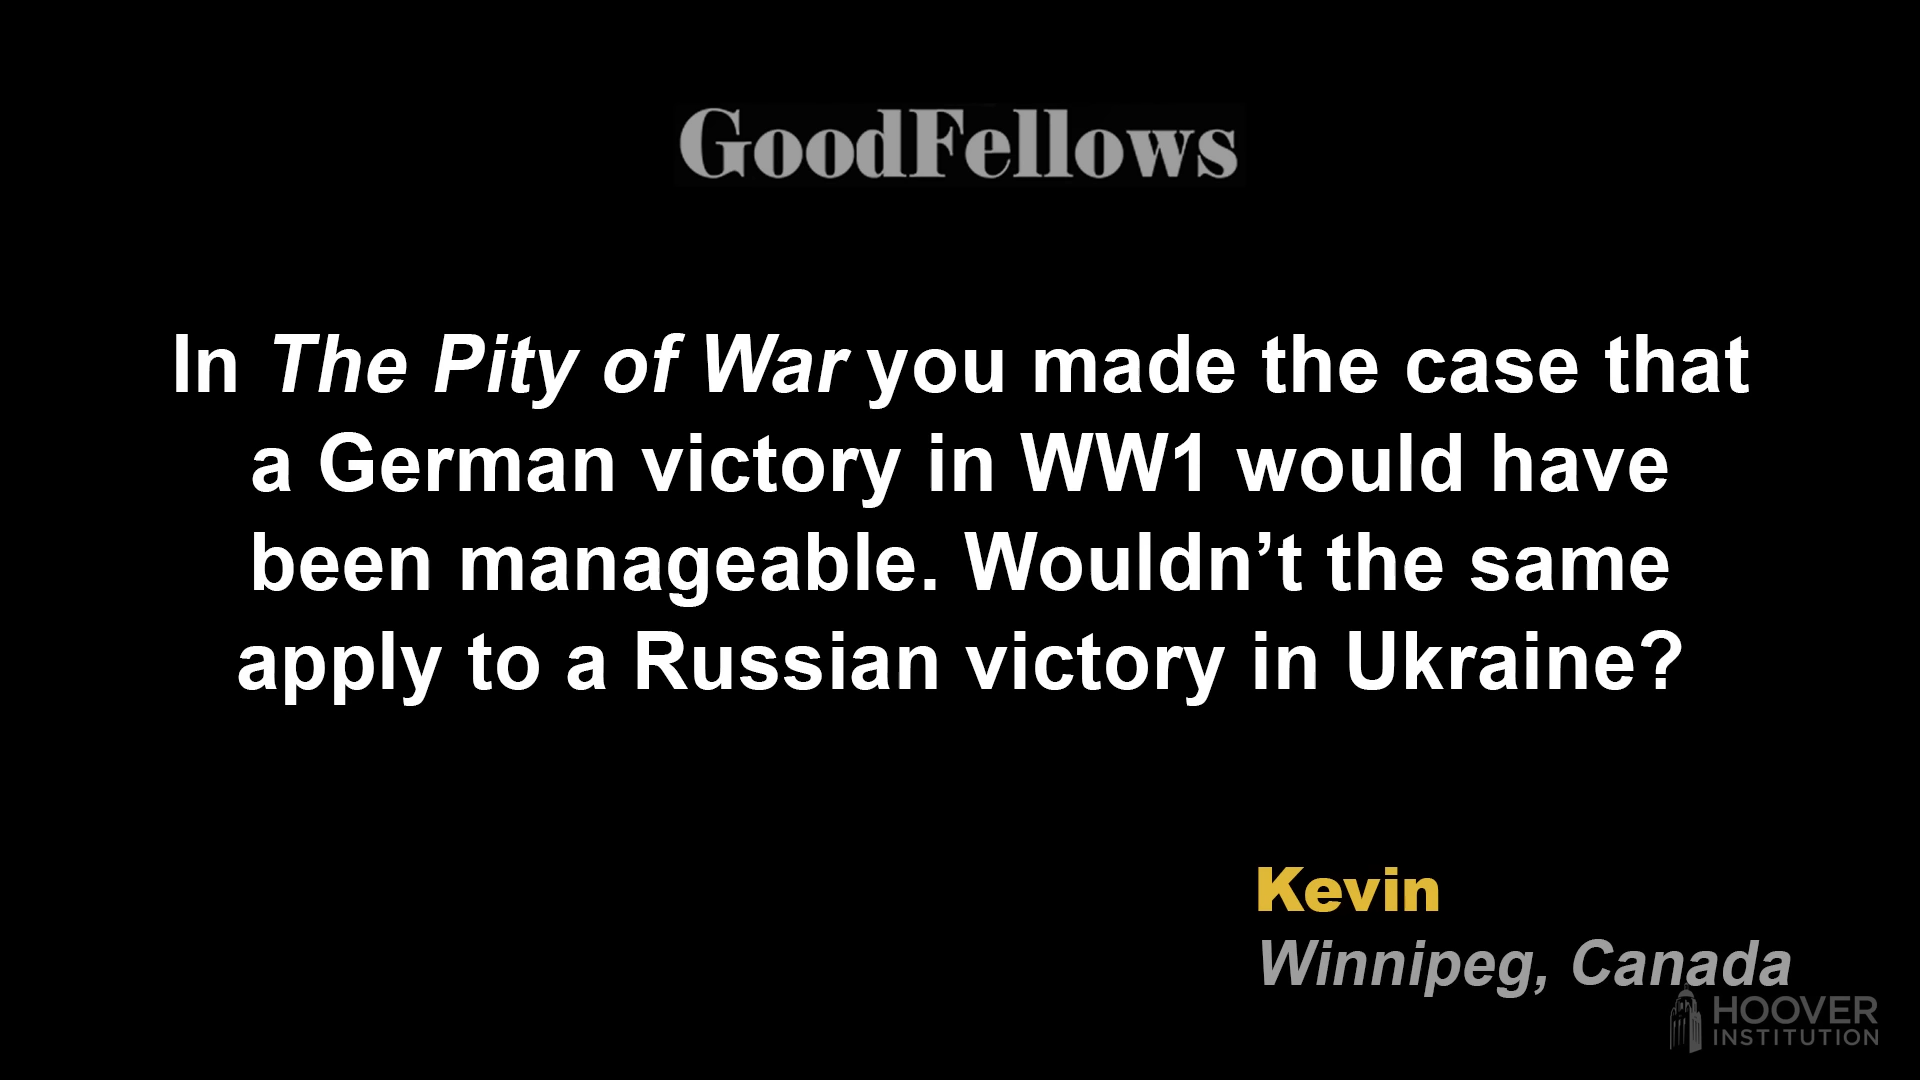 GoodFellows
In The Pity of War you made the case that
a German victory in WW1 would have
been manageable. Wouldn’t the same
apply to a Russian victory in Ukraine?
Kevin
Winnipeg, Canada
HOOVER
INSTITUTION